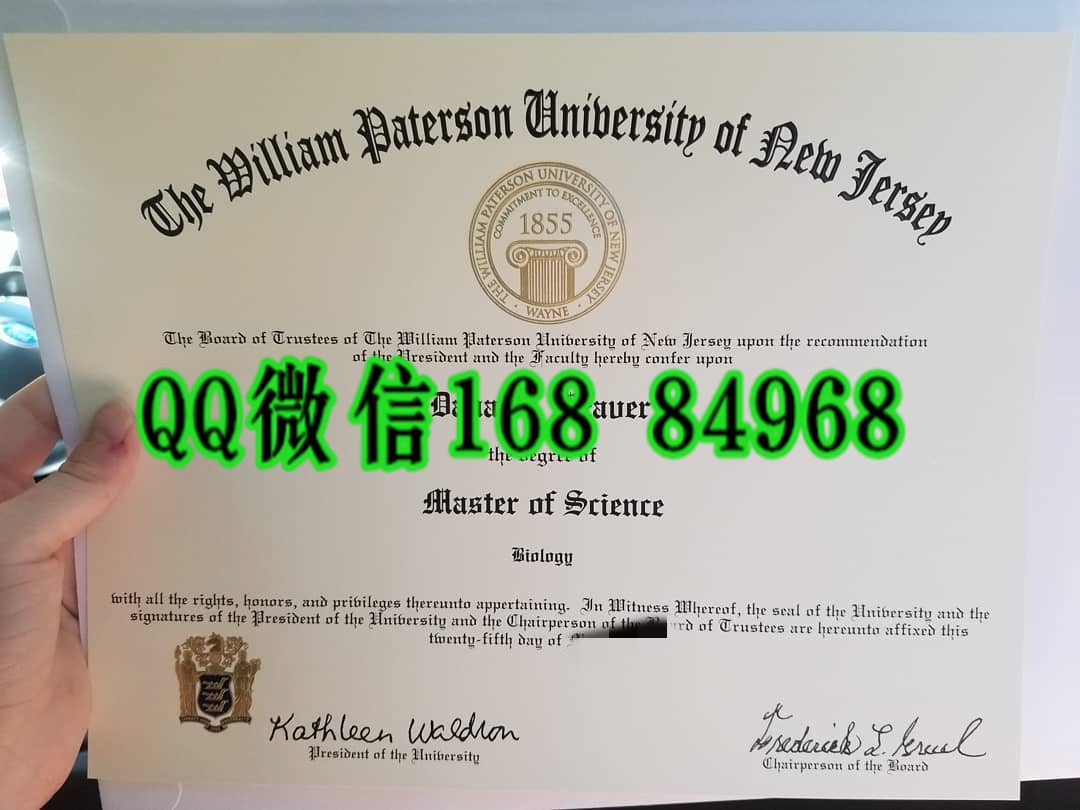 The William Paterson University of New Jersey
THE WILLIAM PATERSON UNIVERSITY OF NEW JERSEY
COMMITMENT TO EXCELLENCE
1855
· WAYNE ·
The Board of Trustees of The William Paterson University of New Jersey upon the recommendation
of the President and the Faculty hereby confer upon
QQ微信168 84968
the degree of
Master of Science
Biology
with all the rights, honors, and privileges thereunto appertaining. In Witness Whereof, the seal of the University and the
signatures of the President of the University and the Chairperson of the Board of Trustees are hereunto affixed this
twenty-fifth day of
Kathleen Waldron
President of the University
Frederick L. Gruel
Chairperson of the Board